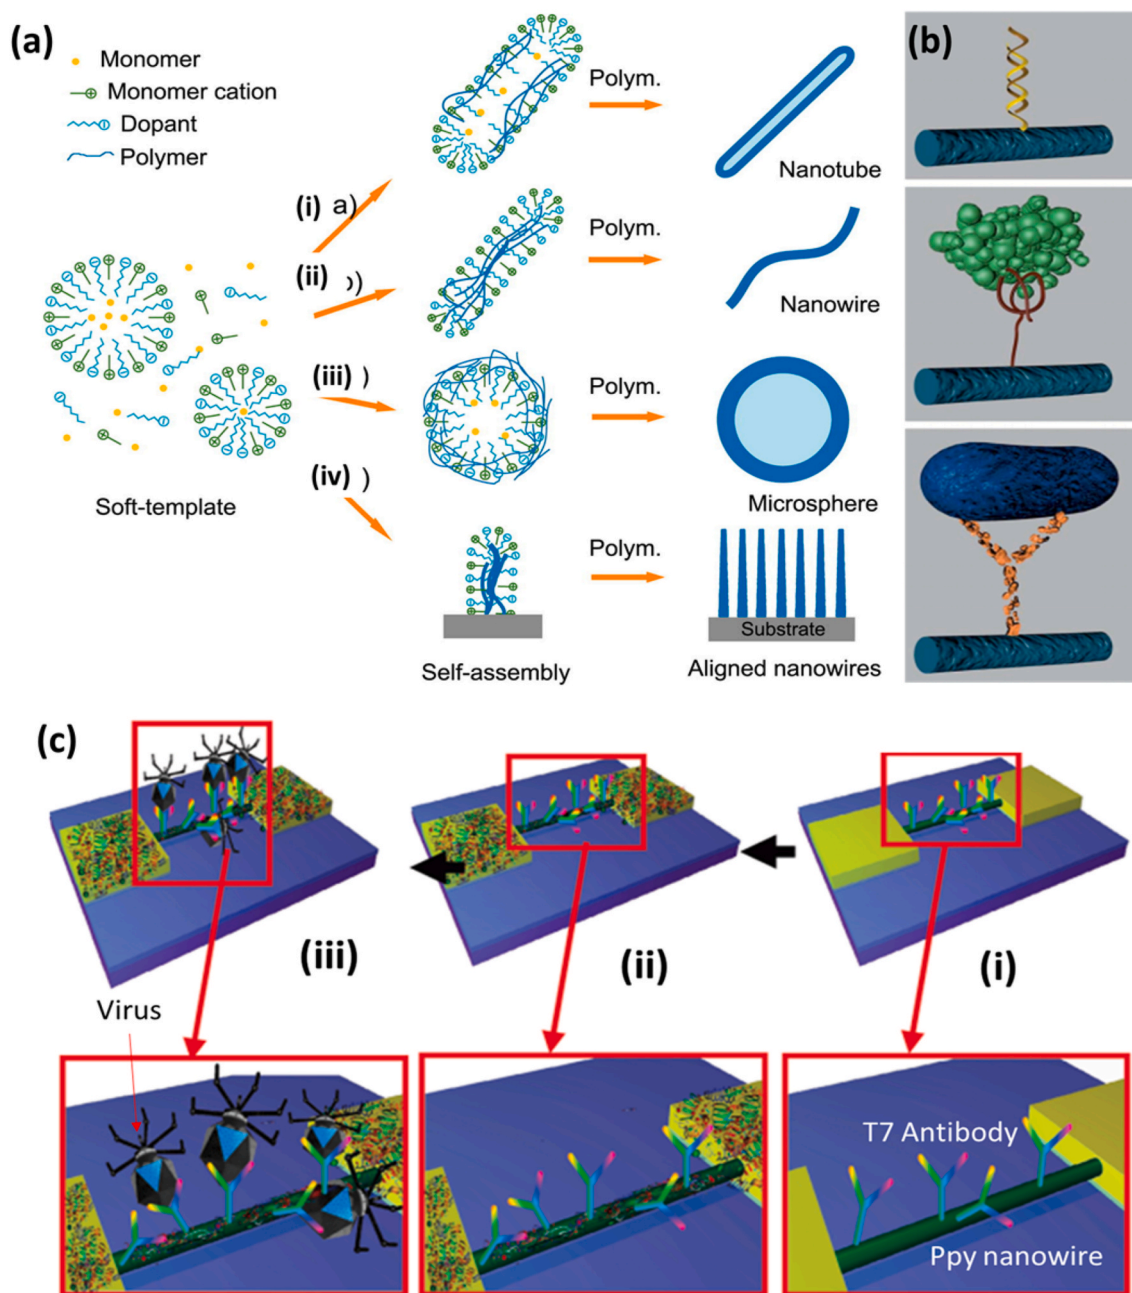 (a)
Monomer
Monomer cation
Dopant
Polymer
Soft-template
(i) a)
(ii)
(iii) )
(iv) )
Polym.
Nanotube
Polym.
Nanowire
Polym.
Microsphere
Polym.
Substrate
Self-assembly
Aligned nanowires
(b)
(c)
(iii)
(ii)
(i)
Virus
T7 Antibody
Ppy nanowire